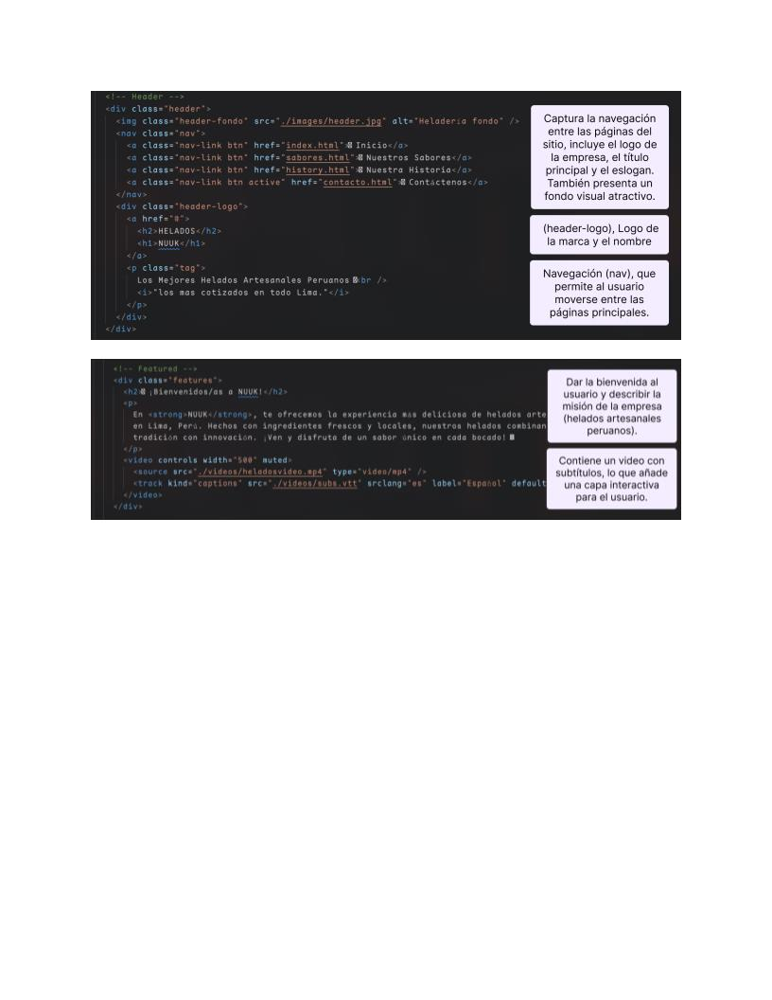 <!-- Header -->
<div class="header">
<img class="header-fondo" src="./images/header.jpg" alt="Heladería fondo" />
<nav class="nav">
<a class="nav-link btn" href="index.html"> Inicio</a>
<a class="nav-link btn" href="sabores.html"> Nuestros Sabores</a>
<a class="nav-link btn" href="history.html"> Nuestra Historia</a>
<a class="nav-link btn active" href="contacto.html"> Contáctenos</a>
</nav>
<div class="header-logo">
<a href="#">
<h2>HELADOS</h2>
<h1>NUUK</h1>
</a>
<p class="tag">
Los Mejores Helados Artesanales Peruanos <br />
<i>"los mas cotizados en todo Lima."</i>
</p>
</div>
</div>
Captura la navegación
entre las páginas del
sitio, incluye el logo de
la empresa, el título
principal y el eslogan.
También presenta un
fondo visual atractivo.
(header-logo), Logo de
la marca y el nombre
Navegación (nav), que
permite al usuario
moverse entre las
páginas principales.
<!-- Featured -->
<div class="features">
<h2> ¡Bienvenidos/as a NUUK!</h2>
<p>
En <strong>NUUK</strong>, te ofrecemos la experiencia más deliciosa de helados arte
en Lima, Perú. Hechos con ingredientes frescos y locales, nuestros helados combinan
tradición con innovación. ¡Ven y disfruta de un sabor único en cada bocado!
</p>
<video controls width="500" muted>
<source src="./videos/heladosvideo.mp4" type="video/mp4" />
<track kind="captions" src="./videos/subs.vtt" srclang="es" label="Español" default
</video>
</div>
Dar la bienvenida al
usuario y describir la
misión de la empresa
(helados artesanales
peruanos).
Contiene un video con
subtítulos, lo que añade
una capa interactiva
para el usuario.